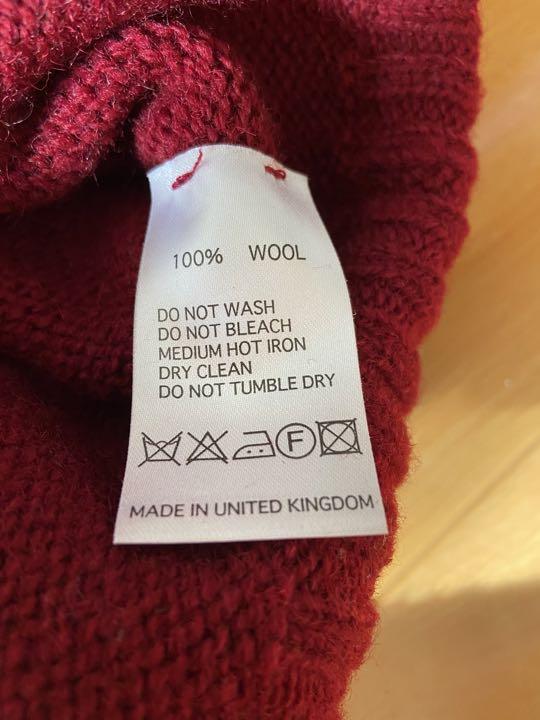 100% WOOL
DO NOT WASH
DO NOT BLEACH
MEDIUM HOT IRON
DRY CLEAN
DO NOT TUMBLE DRY
F
MADE IN UNITED KINGDOM